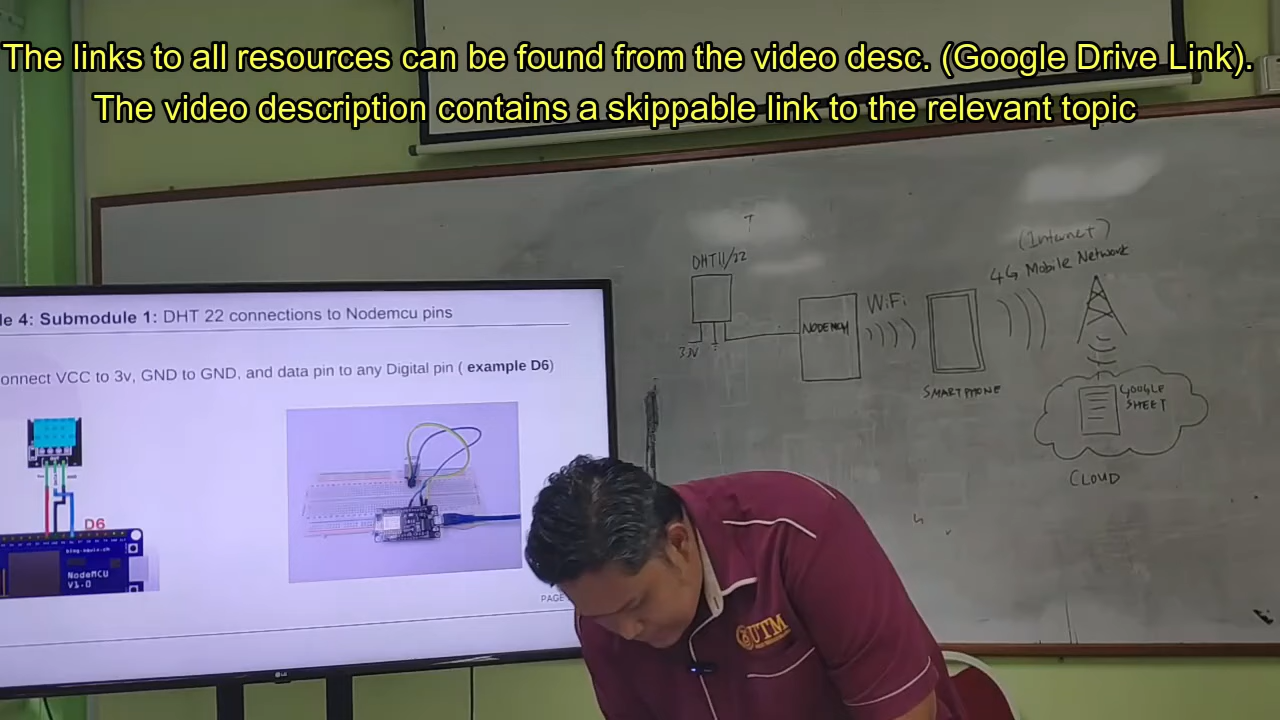 The links to all resources can be found from the video desc. (Google Drive Link).
The video description contains a skippable link to the relevant topic
le 4: Submodule 1: DHT 22 connections to Nodemcu pins
onnect VCC to 3v, GND to GND, and data pin to any Digital pin ( example D6)
D6
NodeMCU
V1.0
PAGE
LG
DHT11/22
3.3V
NODEMCU
WiFi
SMARTPHONE
(Internet)
4G Mobile Network
GOOGLE
SHEET
CLOUD
UTM